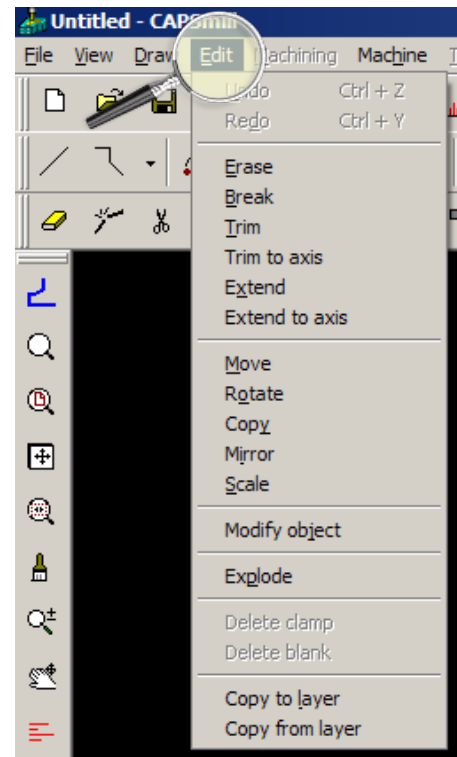 Untitled - CAPSmill
File View Draw Edit Machining Machine
Undo Ctrl + Z
Redo Ctrl + Y
Erase
Break
Trim
Trim to axis
Extend
Extend to axis
Move
Rotate
Copy
Mirror
Scale
Modify object
Explode
Delete clamp
Delete blank
Copy to layer
Copy from layer